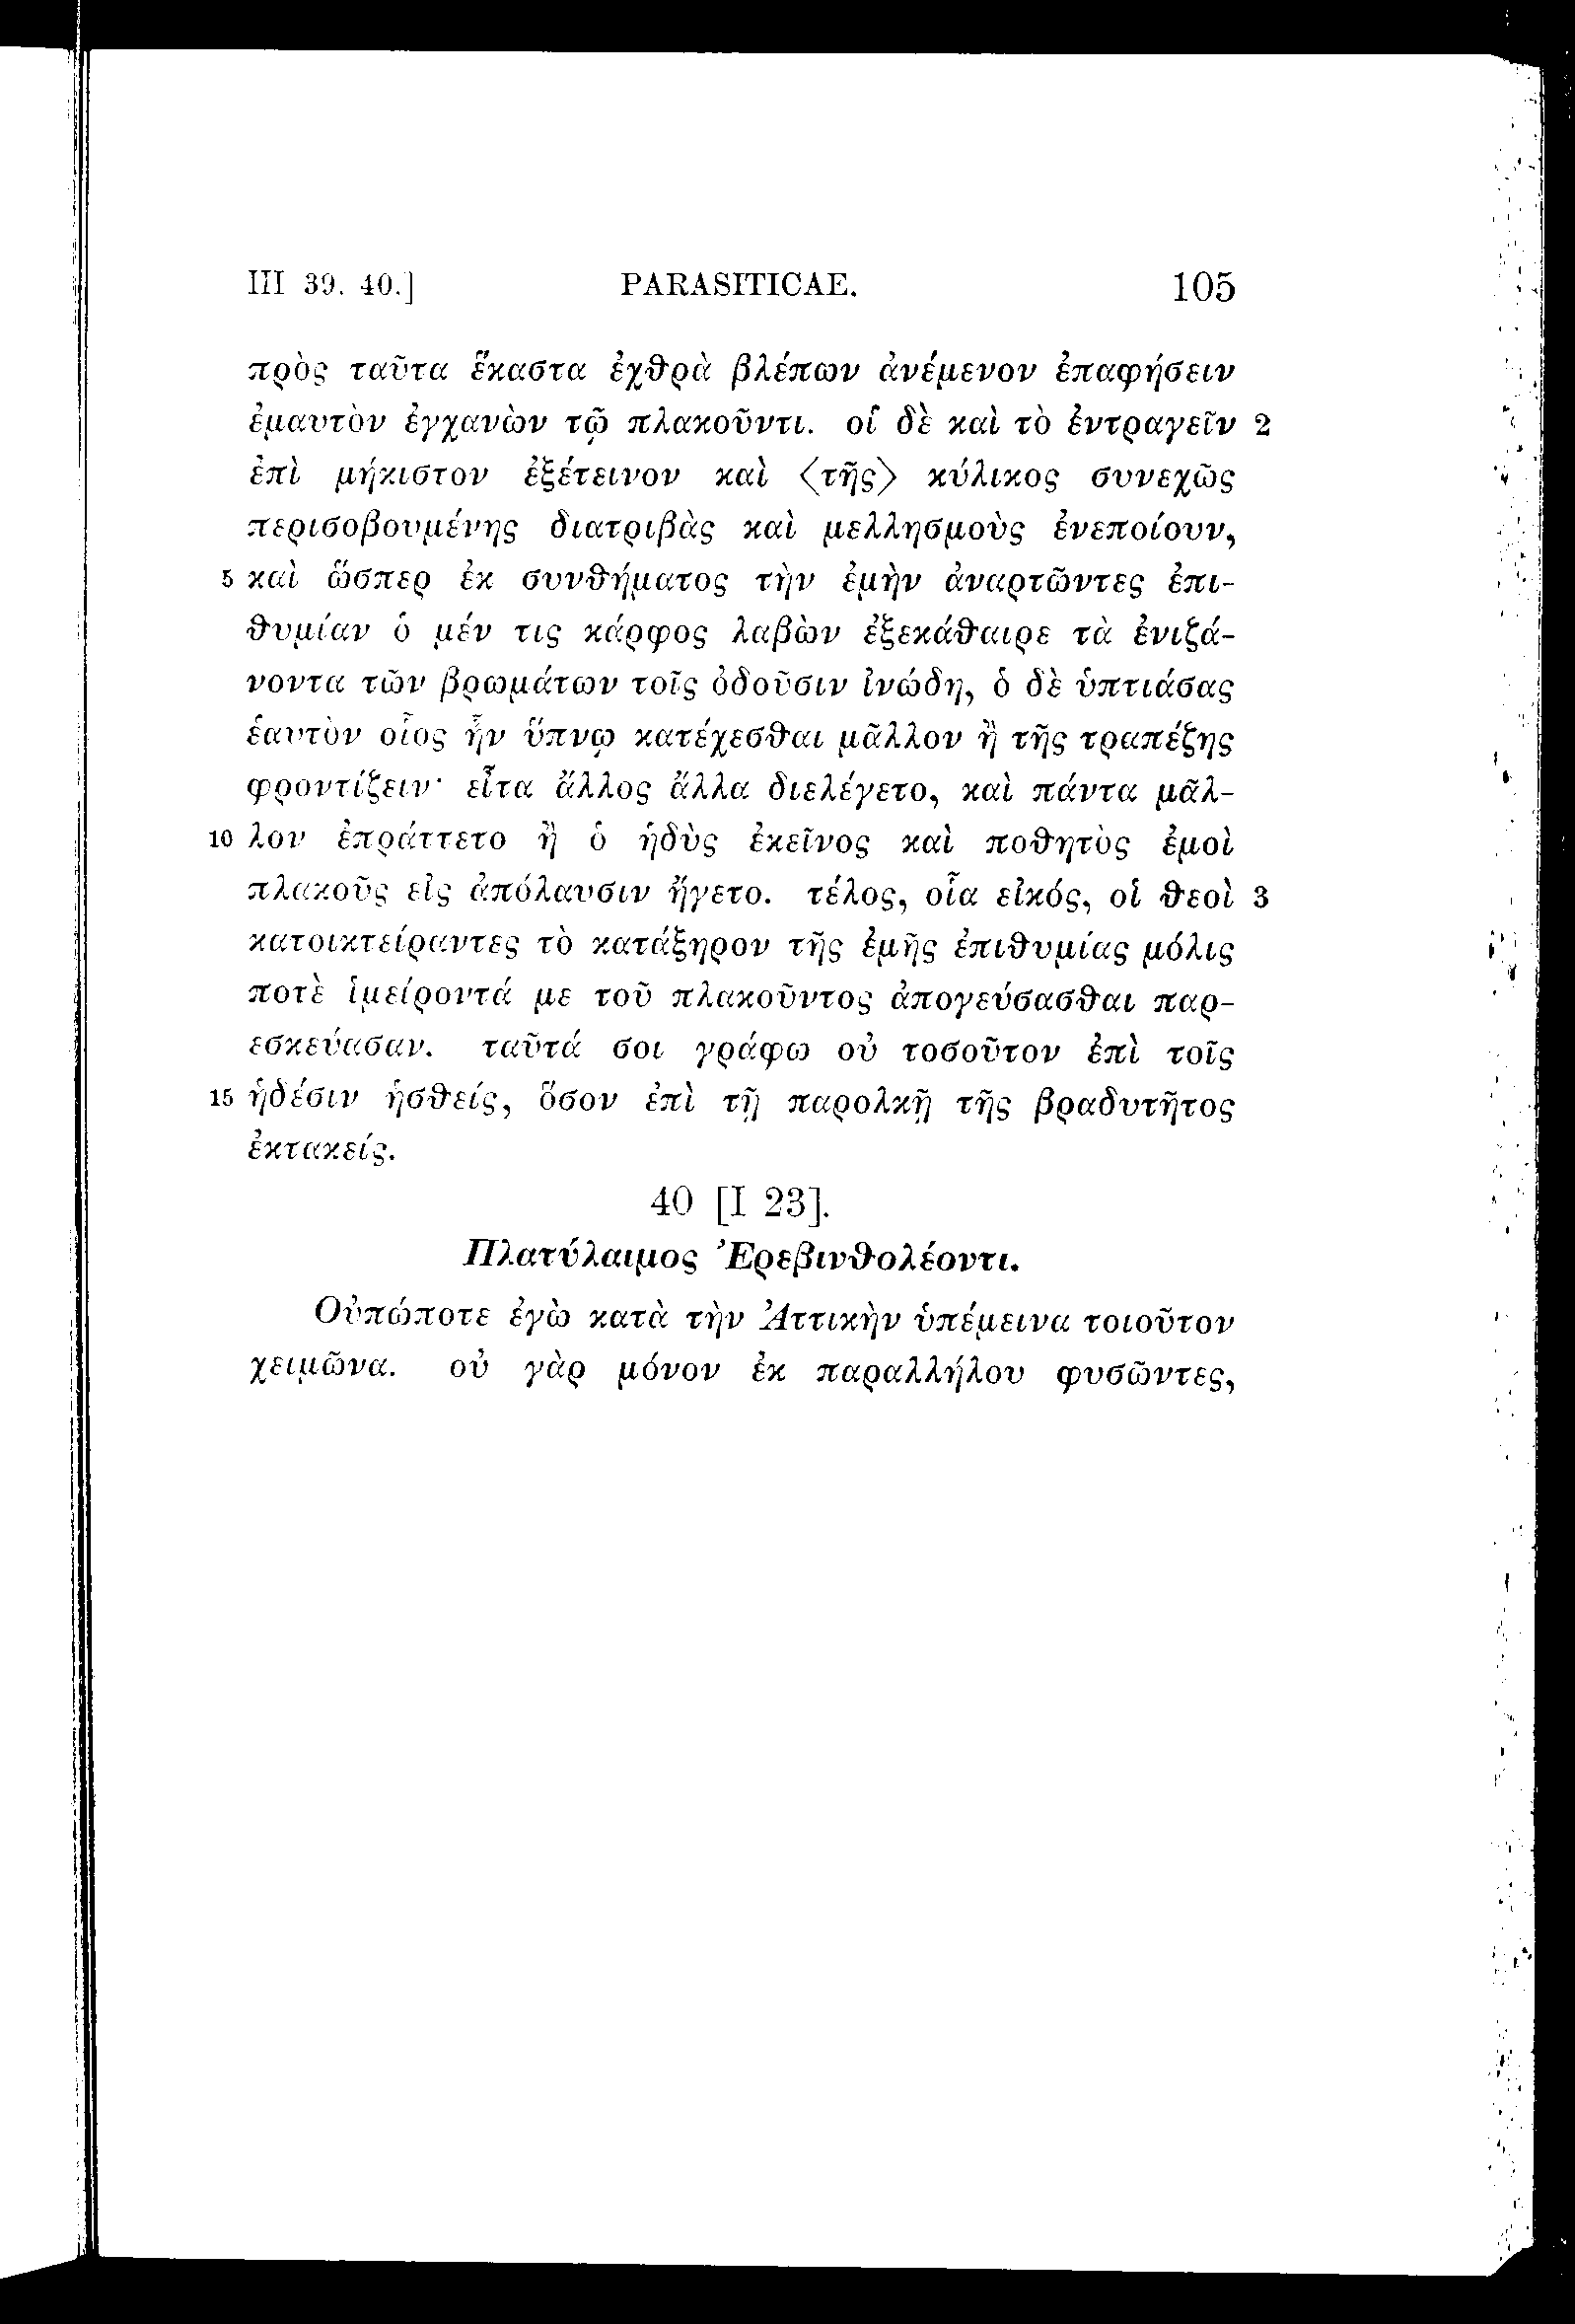 III 39. 40.] PARASITICAE. 105
πρὸς ταῦτα ἕκαστα ἐχθρὰ βλέπων ἀνέμενον ἐπαφήσειν
ἐμαυτὸν ἐγχανὼν τῷ πλακοῦντι. οἱ δὲ καὶ τὸ ἐντραγεῖν 2
ἐπὶ μήκιστον ἐξέτεινον καὶ 〈τῆς〉 κύλικος συνεχῶς
περισοβουμένης διατριβὰς καὶ μελλησμοὺς ἐνεποίουν,
5 καὶ ὥσπερ ἐκ συνθήματος τὴν ἐμὴν ἀναρτῶντες ἐπι-
θυμίαν ὁ μέν τις κάρφος λαβὼν ἐξεκάθαιρε τὰ ἐνιζά-
νοντα τῶν βρωμάτων τοῖς ὀδοῦσιν ἰνώδη, ὁ δὲ ὑπτιάσας
ἑαυτὸν οἷος ἦν ὕπνῳ κατέχεσθαι μᾶλλον ἢ τῆς τραπέζης
φροντίζειν· εἶτα ἄλλος ἄλλα διελέγετο, καὶ πάντα μᾶλ-
10 λον ἐπράττετο ἢ ὁ ἡδὺς ἐκεῖνος καὶ ποθητὸς ἐμοὶ
πλακοῦς εἰς ἀπόλαυσιν ἤγετο. τέλος, οἷα εἰκός, οἱ θεοὶ 3
κατοικτείραντες τὸ κατάξηρον τῆς ἐμῆς ἐπιθυμίας μόλις
ποτὲ ἱμείροντά με τοῦ πλακοῦντος ἀπογεύσασθαι παρ-
εσκεύασαν. ταῦτά σοι γράφω οὐ τοσοῦτον ἐπὶ τοῖς
15 ἡδέσιν ἡσθείς, ὅσον ἐπὶ τῇ παρολκῇ τῆς βραδυτῆτος
ἐκτακείς.
40 [I 23].
Πλατύλαιμος Ἐρεβινθολέοντι.
Οὐπώποτε ἐγὼ κατὰ τὴν Ἀττικὴν ὑπέμεινα τοιοῦτον
χειμῶνα. οὐ γὰρ μόνον ἐκ παραλλήλου φυσῶντες,